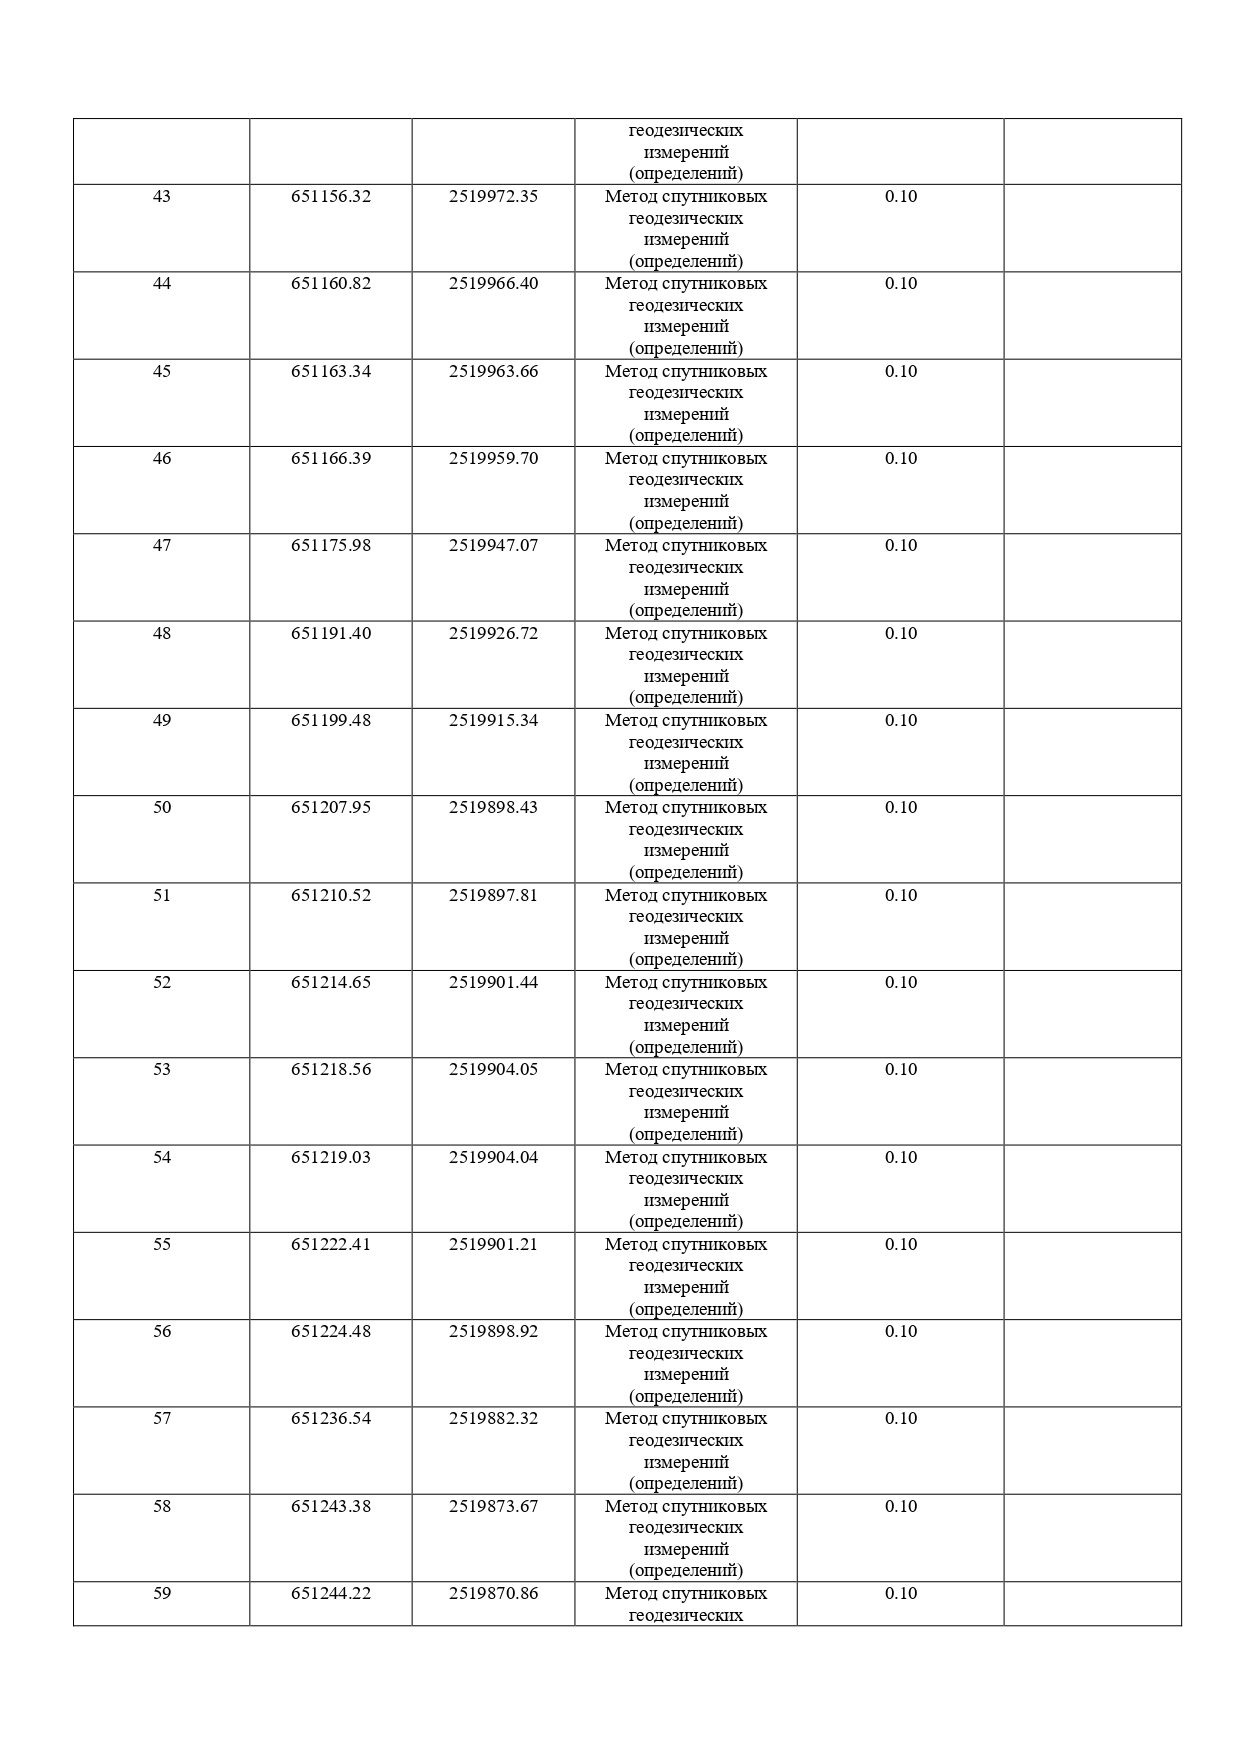 геодезических
измерений
(определений)
43 651156.32 2519972.35 Метод спутниковых 0.10
геодезических
измерений
(определений)
44 651160.82 2519966.40 Метод спутниковых 0.10
геодезических
измерений
(определений)
45 651163.34 2519963.66 Метод спутниковых 0.10
геодезических
измерений
(определений)
46 651166.39 2519959.70 Метод спутниковых 0.10
геодезических
измерений
(определений)
47 651175.98 2519947.07 Метод спутниковых 0.10
геодезических
измерений
(определений)
48 651191.40 2519926.72 Метод спутниковых 0.10
геодезических
измерений
(определений)
49 651199.48 2519915.34 Метод спутниковых 0.10
геодезических
измерений
(определений)
50 651207.95 2519898.43 Метод спутниковых 0.10
геодезических
измерений
(определений)
51 651210.52 2519897.81 Метод спутниковых 0.10
геодезических
измерений
(определений)
52 651214.65 2519901.44 Метод спутниковых 0.10
геодезических
измерений
(определений)
53 651218.56 2519904.05 Метод спутниковых 0.10
геодезических
измерений
(определений)
54 651219.03 2519904.04 Метод спутниковых 0.10
геодезических
измерений
(определений)
55 651222.41 2519901.21 Метод спутниковых 0.10
геодезических
измерений
(определений)
56 651224.48 2519898.92 Метод спутниковых 0.10
геодезических
измерений
(определений)
57 651236.54 2519882.32 Метод спутниковых 0.10
геодезических
измерений
(определений)
58 651243.38 2519873.67 Метод спутниковых 0.10
геодезических
измерений
(определений)
59 651244.22 2519870.86 Метод спутниковых 0.10
геодезических